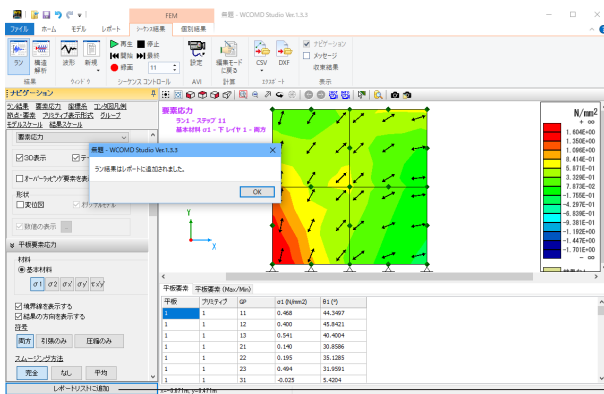 FEM
無題 - WCOMD Studio Ver.1.3.3
ファイル ホーム モデル レポート シーケンス結果 個別結果
ラン 構造解析 波形 新規
再生 停止
開始 最終
録画 11
設定 編集モードに戻る CSV DXF
ナビゲーション
メッセージ
収束結果
結果 ウィンドウ シーケンス コントロール AVI 計算 エクスポート 表示
ナビゲーション
ラン結果 要素応力 座標系 コンタ図凡例
節点・要素 プリミティブ表示形式 グループ
モデルスケール 結果スケール
要素応力
3D表示
オーバーラッピング要素を表
形状
変位図 オリジナルモデル
数値の表示
平板要素応力
材料
基本材料
σ1 σ2 σx' σy' τx'y'
境界線を表示する
結果の方向を表示する
符号
両方 引張のみ 圧縮のみ
スムージング方法
完全 なし 平均
レポートリストに追加
要素応力
ラン1 - ステップ 11
基本材料 σ1 - 下 レイヤ 1 - 両方
無題 - WCOMD Studio Ver.1.3.3
ラン結果はレポートに追加されました。
OK
Y
X
N/mm2
+ ∞
1.604E+00
1.350E+00
1.096E+00
8.414E-01
5.871E-01
3.329E-01
7.873E-02
-1.755E-01
-4.297E-01
-6.839E-01
-9.381E-01
-1.192E+00
-1.447E+00
-1.701E+00
- ∞
平板要素 平板要素 (Max/Min)
平板 プリミティブ GP σ1 (N/mm2) θ1 (°)
1 1 11 0.468 44.3497
1 1 12 0.400 45.8421
1 1 13 0.541 40.4004
1 1 21 0.140 30.8586
1 1 22 0.195 35.1285
1 1 23 0.494 31.9591
1 1 31 -0.025 5.4204
x=-0.071m, y=0.471m